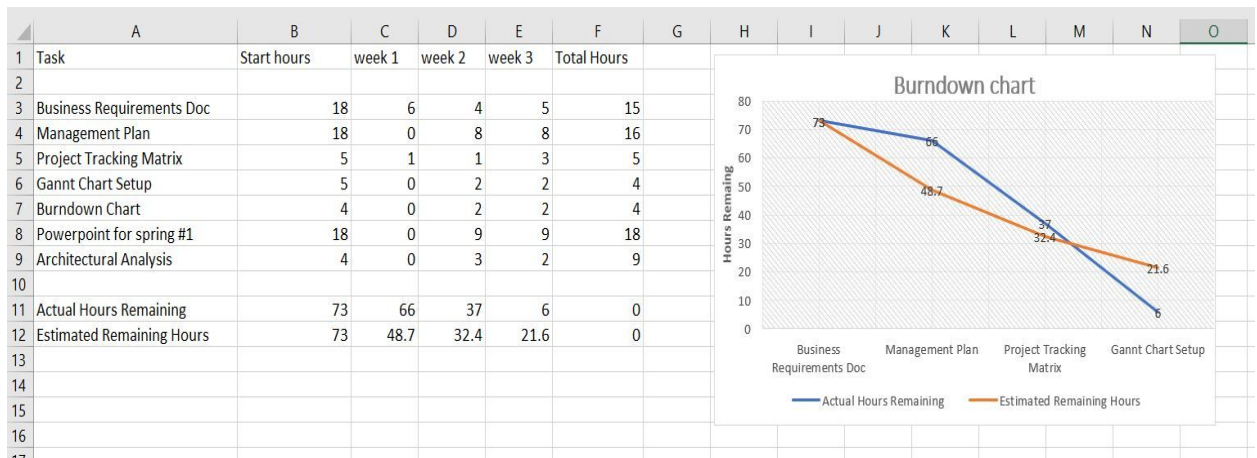 A B C D E F G H I J K L M N O
1 Task Start hours week 1 week 2 week 3 Total Hours
2
3 Business Requirements Doc 18 6 4 5 15
4 Management Plan 18 0 8 8 16
5 Project Tracking Matrix 5 1 1 3 5
6 Gannt Chart Setup 5 0 2 2 4
7 Burndown Chart 4 0 2 2 4
8 Powerpoint for spring #1 18 0 9 9 18
9 Architectural Analysis 4 0 3 2 9
10
11 Actual Hours Remaining 73 66 37 6 0
12 Estimated Remaining Hours 73 48.7 32.4 21.6 0
13
14
15
16
Burndown chart
Hours Remaing
80
70
60
50
40
30
20
10
0
73
66
48.7
37
32.4
21.6
6
Business Management Plan Project Tracking Gannt Chart Setup
Requirements Doc Matrix
Actual Hours Remaining Estimated Remaining Hours